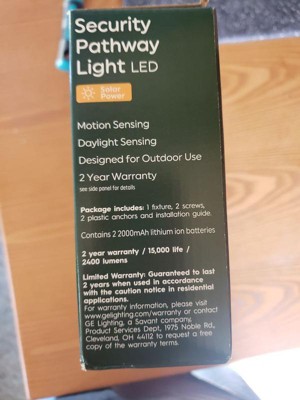 Security
Pathway
Light LED
Solar
Power
Motion Sensing
Daylight Sensing
Designed for Outdoor Use
2 Year Warranty
see side panel for details
Package includes: 1 fixture, 2 screws,
2 plastic anchors and installation guide.
Contains 2 2000mAh lithium ion batteries
2 year warranty / 15,000 life /
2400 lumens
Limited Warranty: Guaranteed to last
2 years when used in accordance
with the caution notice in residential
applications.
For warranty information, please visit
www.gelighting.com/warranty or contact
GE Lighting, a Savant company,
Product Services Dept, 1975 Noble Rd.,
Cleveland, OH 44112 to request a free
copy of the warranty terms.